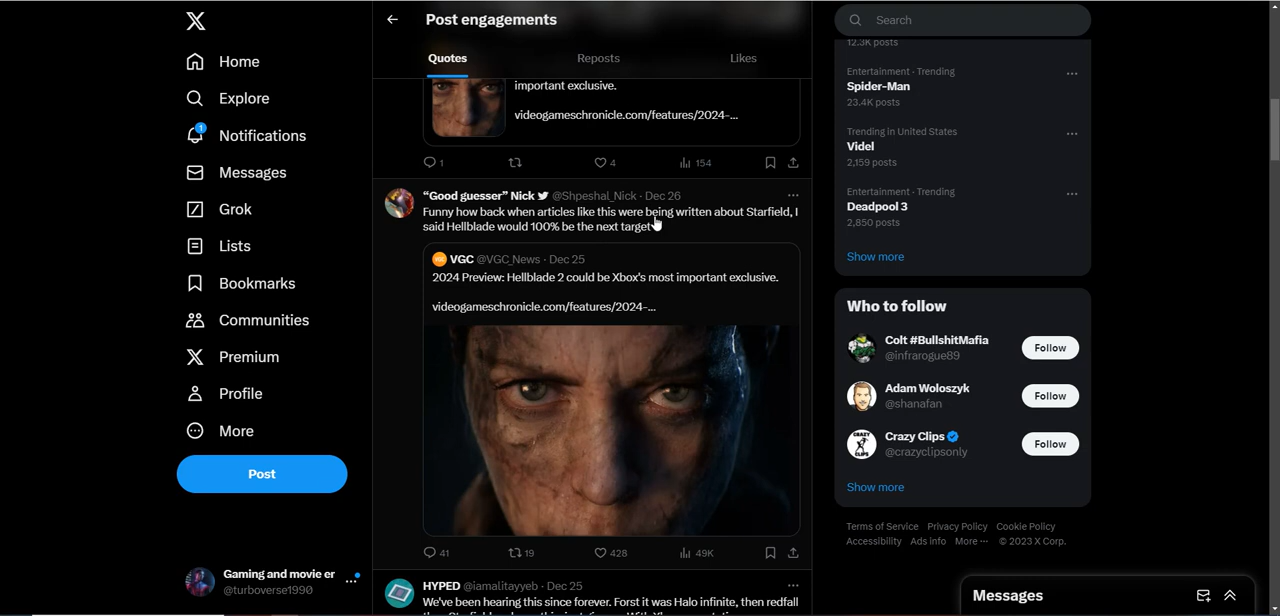 Home
Explore
1
Notifications
Messages
Grok
Lists
Bookmarks
Communities
Premium
Profile
More
Post
Gaming and movie er
@turboverse1990
Post engagements
Quotes Reposts Likes
important exclusive.
videogameschronicle.com/features/2024-...
1 4 154
“Good guesser” Nick @Shpeshal_Nick · Dec 26
Funny how back when articles like this were being written about Starfield, I
said Hellblade would 100% be the next target
VGC @VGC_News · Dec 25
2024 Preview: Hellblade 2 could be Xbox's most important exclusive.
videogameschronicle.com/features/2024-...
41 19 428 49K
HYPED @iamalitayyeb · Dec 25
We've been hearing this since forever. Forst it was Halo infinite, then redfall
Search
12.3K posts
Entertainment · Trending
Spider-Man
23.4K posts
Trending in United States
Videl
2,159 posts
Entertainment · Trending
Deadpool 3
2,850 posts
Show more
Who to follow
Colt #BullshitMafia
@infrarogue89
Follow
Adam Woloszyk
@shanafan
Follow
Crazy Clips
@crazyclipsonly
Follow
Show more
Terms of Service Privacy Policy Cookie Policy
Accessibility Ads info More ··· © 2023 X Corp.
Messages